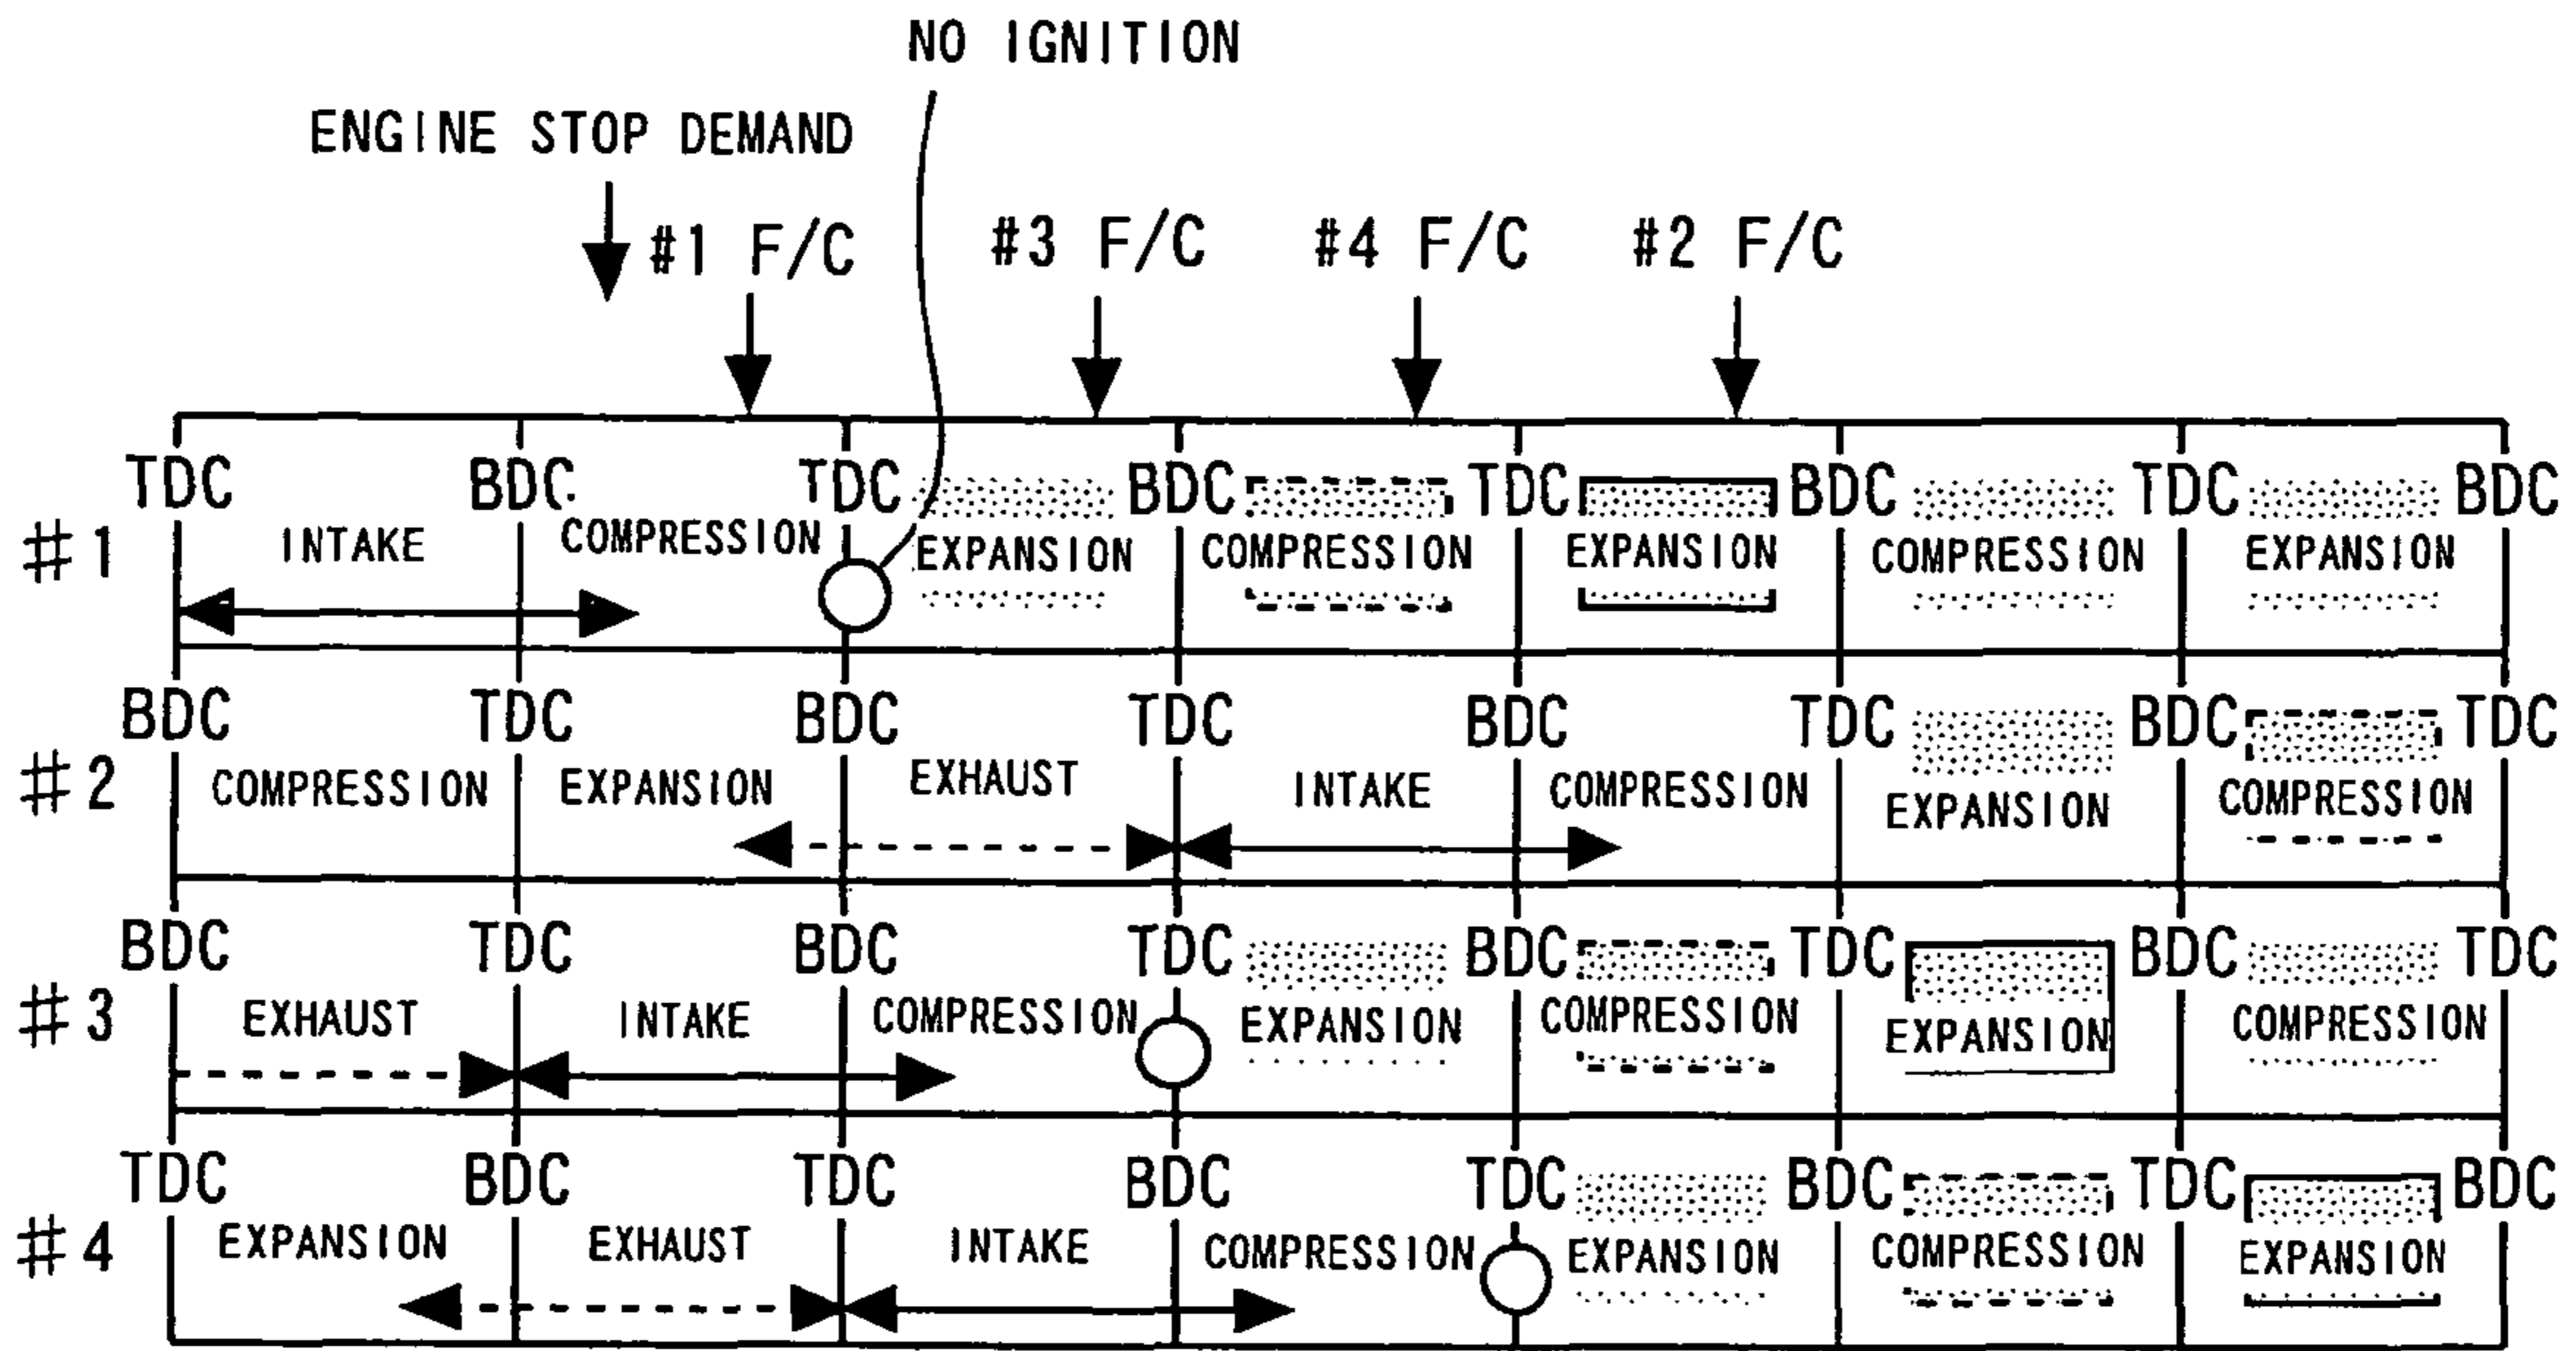 NO IGNITION
ENGINE STOP DEMAND
#1 F/C #3 F/C #4 F/C #2 F/C
TDC BDC TDC BDC TDC BDC TDC BDC
#1 INTAKE COMPRESSION EXPANSION COMPRESSION EXPANSION COMPRESSION EXPANSION
BDC TDC BDC TDC BDC TDC BDC TDC
#2 COMPRESSION EXPANSION EXHAUST INTAKE COMPRESSION EXPANSION COMPRESSION
BDC TDC BDC TDC BDC TDC BDC TDC
#3 EXHAUST INTAKE COMPRESSION EXPANSION COMPRESSION EXPANSION COMPRESSION
TDC BDC TDC BDC TDC BDC TDC BDC
#4 EXPANSION EXHAUST INTAKE COMPRESSION EXPANSION COMPRESSION EXPANSION